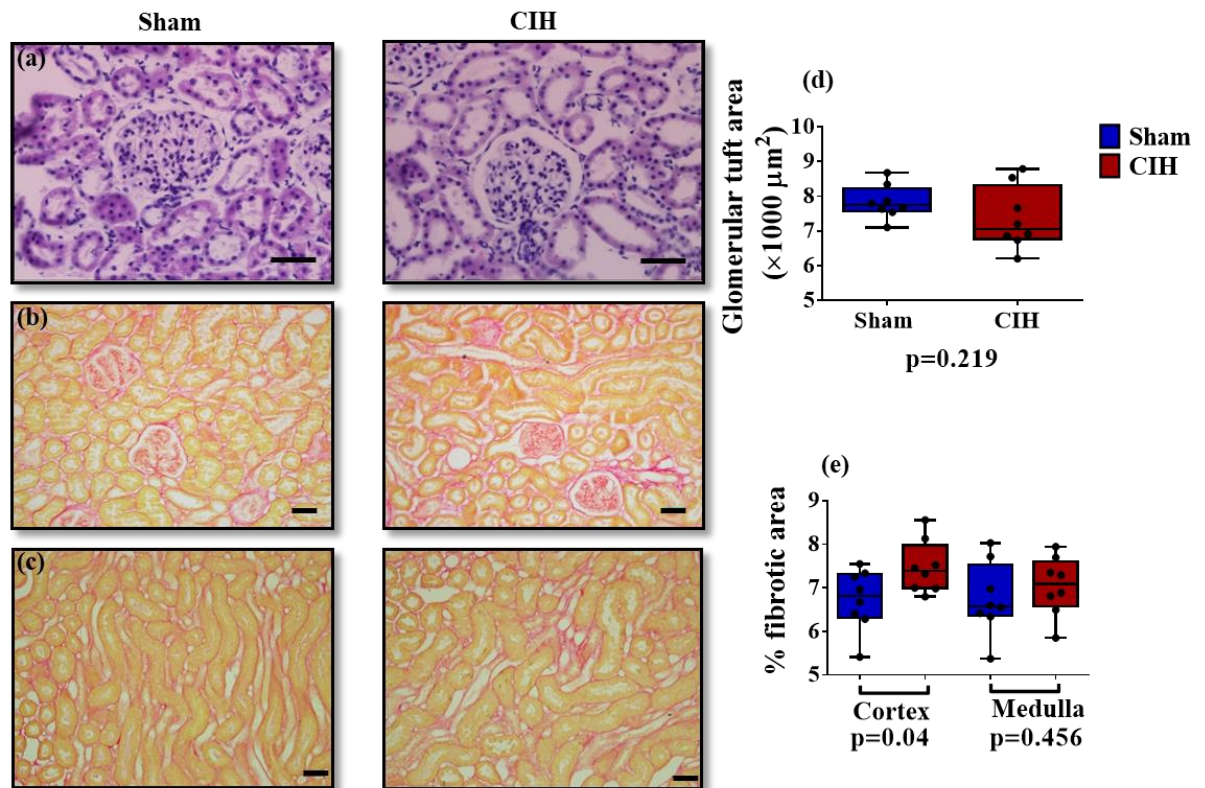 Sham
CIH
(a)
(b)
(c)
(d)
Glomerular tuft area
(×1000 μm²)
10
9
8
7
6
5
Sham
CIH
p=0.219
Sham
CIH
(e)
% fibrotic area
9
8
7
6
5
Cortex
Medulla
p=0.04
p=0.456